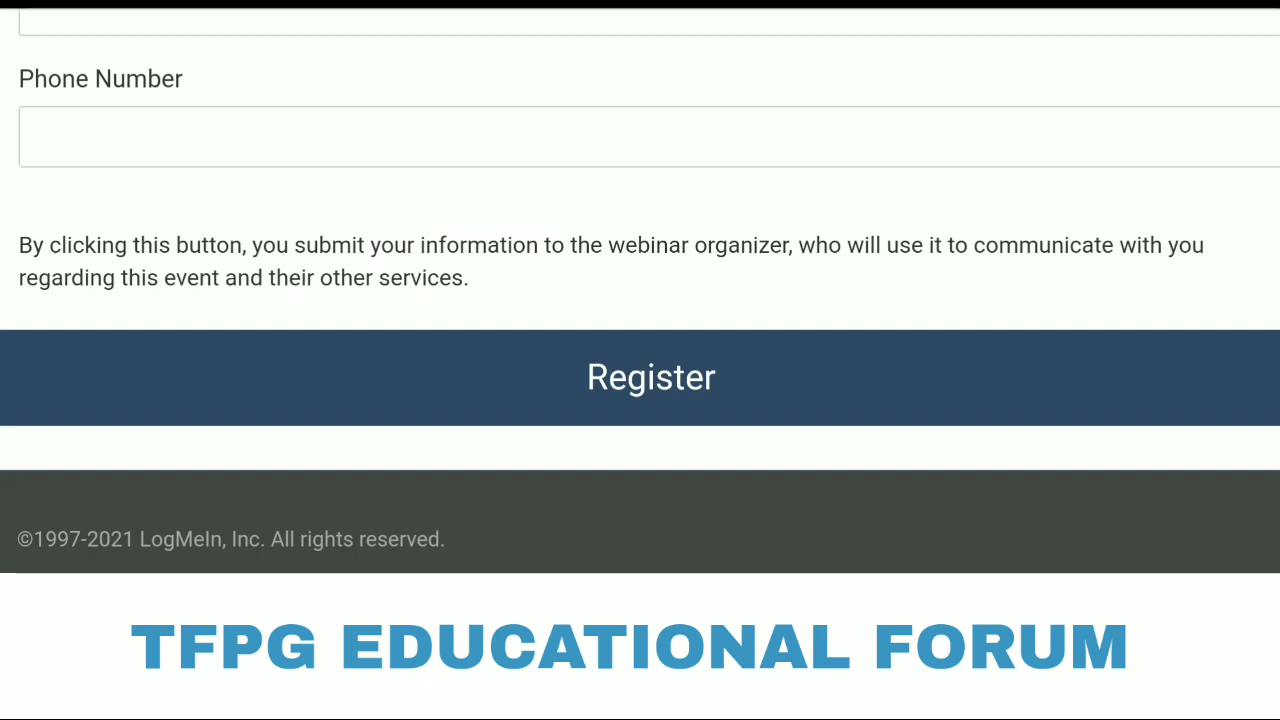 Phone Number
By clicking this button, you submit your information to the webinar organizer, who will use it to communicate with you
regarding this event and their other services.
Register
©1997-2021 LogMeIn, Inc. All rights reserved.
TFPG EDUCATIONAL FORUM